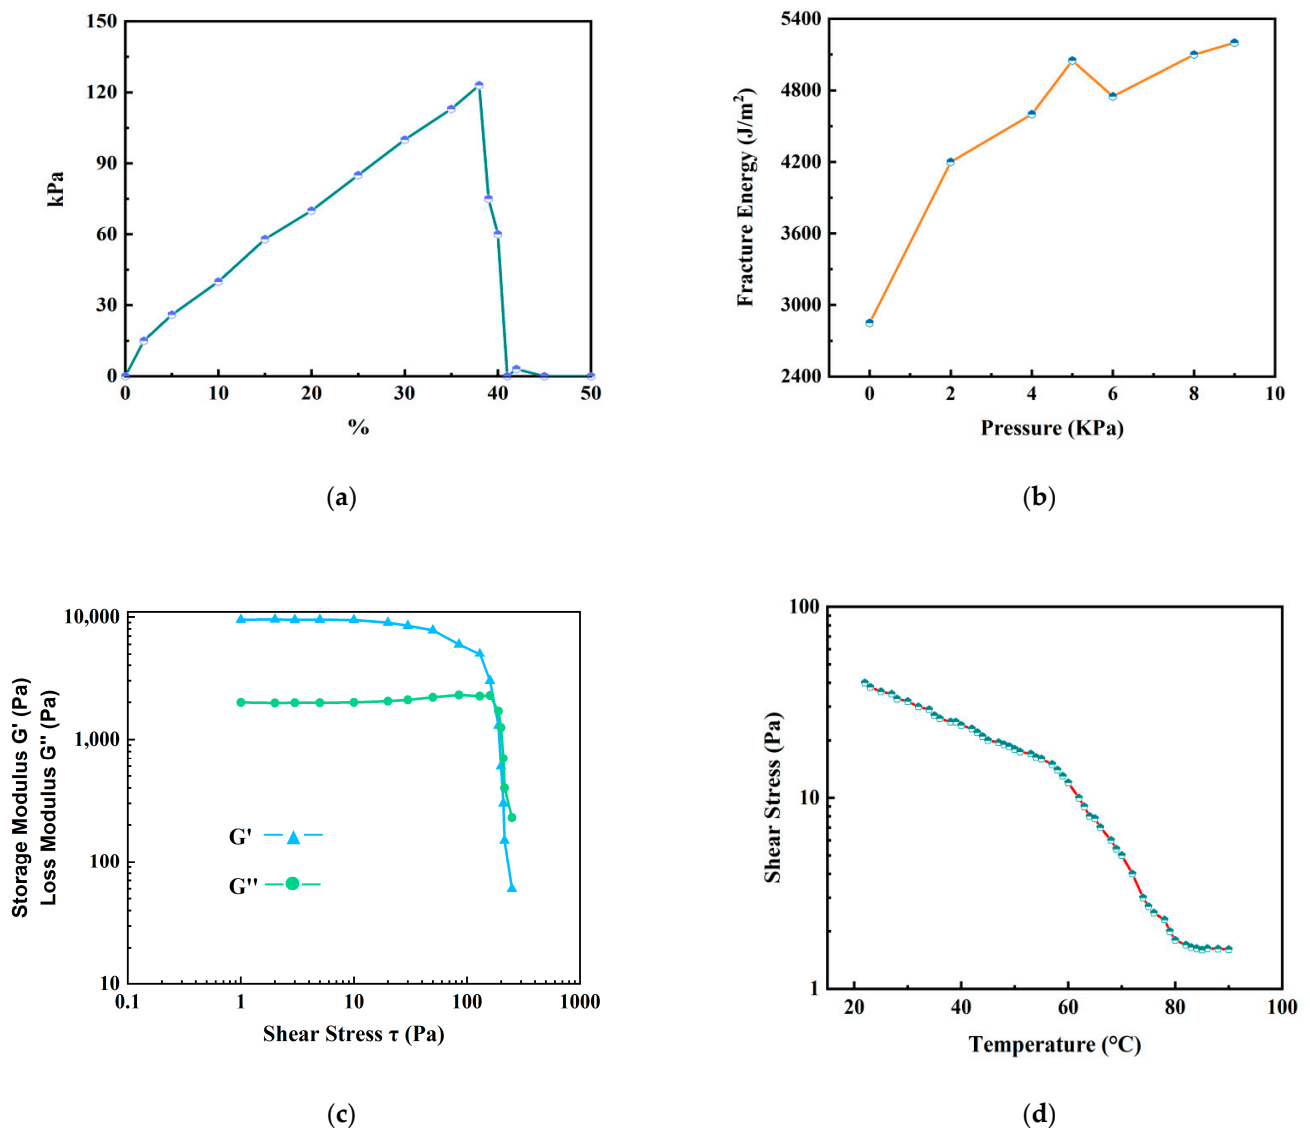 150
120
90
60
30
0
0 10 20 30 40 50
kPa
%
(a)
5400
4800
4200
3600
3000
2400
0 2 4 6 8 10
Fracture Energy (J/m²)
Pressure (KPa)
(b)
10,000
1,000
100
10
0.1 1 10 100 1000
Storage Modulus G' (Pa)
Loss Modulus G" (Pa)
G'
G"
Shear Stress τ (Pa)
(c)
100
10
1
20 40 60 80 100
Shear Stress (Pa)
Temperature (°C)
(d)